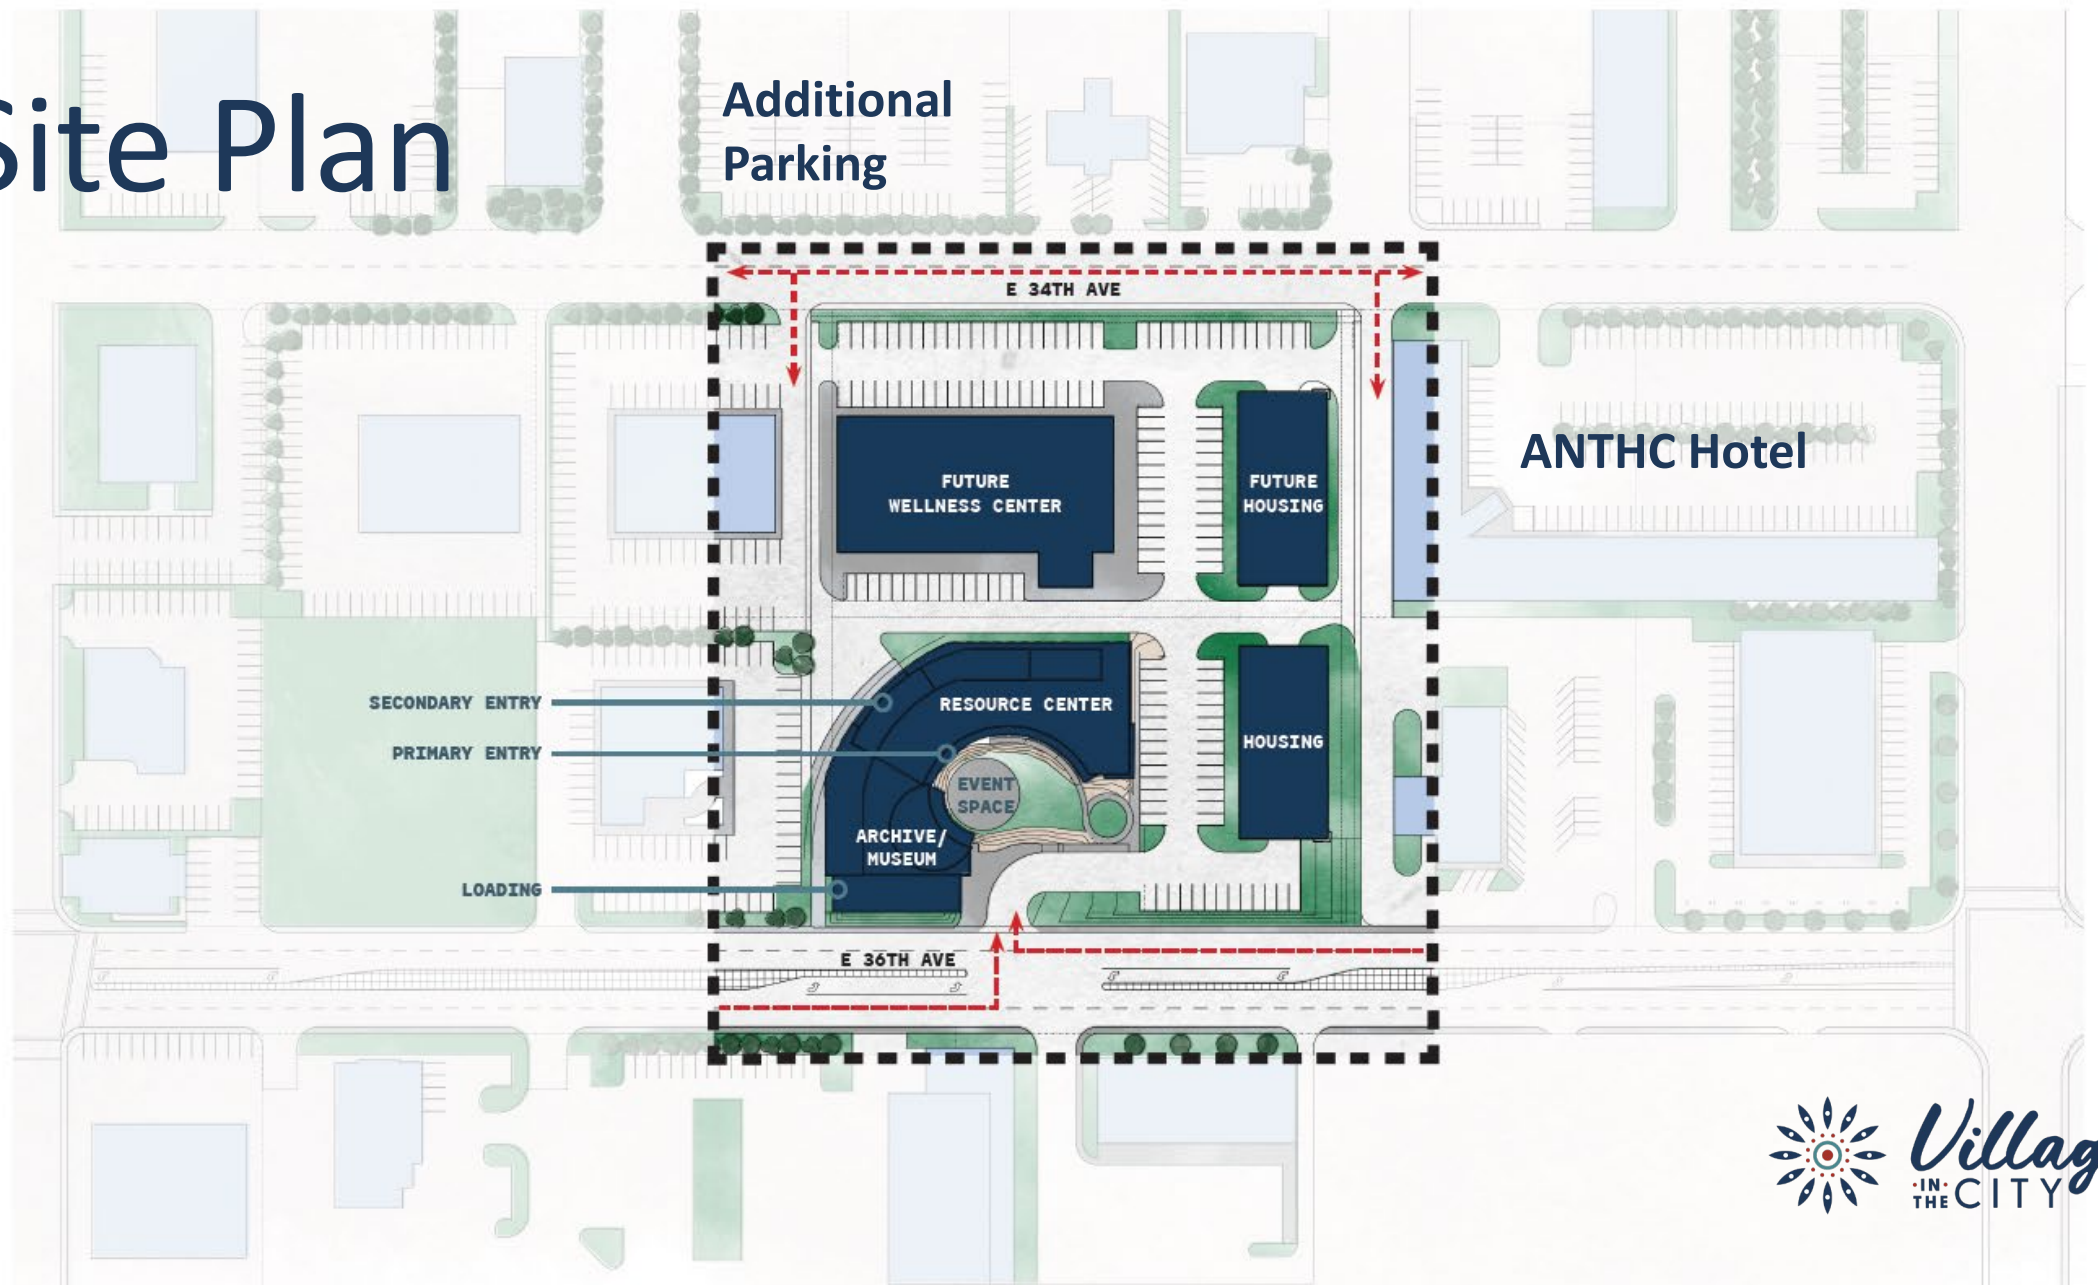 Site Plan
Additional
Parking
E 34TH AVE
ANTHC Hotel
FUTURE
WELLNESS CENTER
FUTURE
HOUSING
SECONDARY ENTRY
RESOURCE CENTER
PRIMARY ENTRY
HOUSING
EVENT
SPACE
ARCHIVE/
MUSEUM
LOADING
E 36TH AVE
Villag
IN
THE CITY